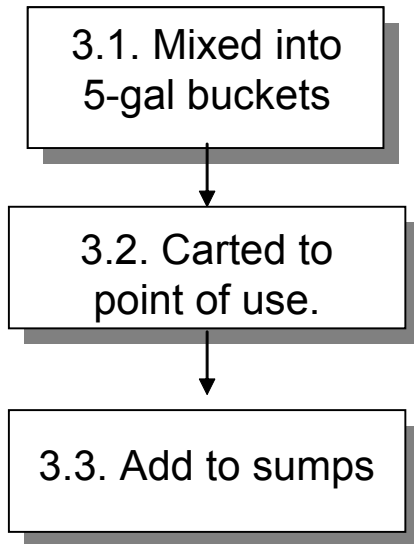 3.1. Mixed into
5-gal buckets
3.2. Carted to
point of use.
3.3. Add to sumps